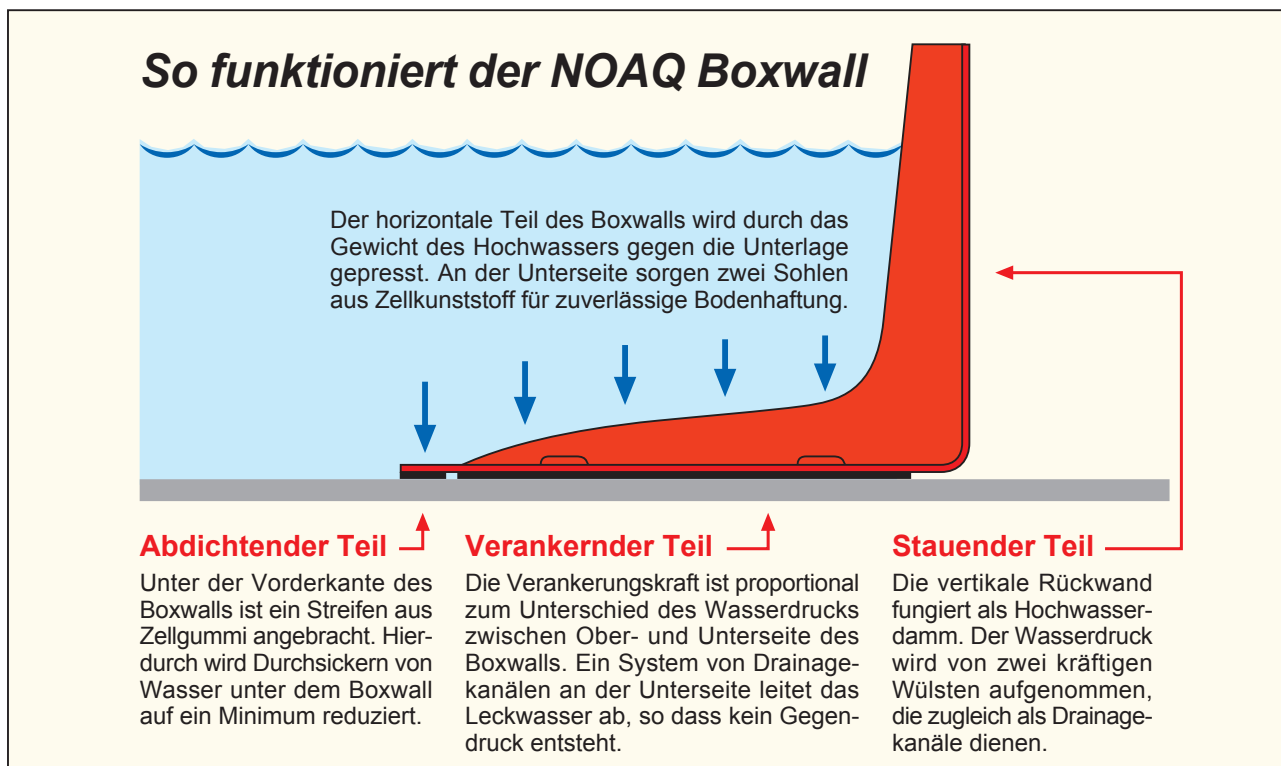 So funktioniert der NOAQ Boxwall
Der horizontale Teil des Boxwalls wird durch das
Gewicht des Hochwassers gegen die Unterlage
gepresst. An der Unterseite sorgen zwei Sohlen
aus Zellkunststoff für zuverlässige Bodenhaftung.
Abdichtender Teil
Unter der Vorderkante des
Boxwalls ist ein Streifen aus
Zellgummi angebracht. Hier-
durch wird Durchsickern von
Wasser unter dem Boxwall
auf ein Minimum reduziert.
Verankernder Teil
Die Verankerungskraft ist proportional
zum Unterschied des Wasserdrucks
zwischen Ober- und Unterseite des
Boxwalls. Ein System von Drainage-
kanälen an der Unterseite leitet das
Leckwasser ab, so dass kein Gegen-
druck entsteht.
Stauender Teil
Die vertikale Rückwand
fungiert als Hochwasser-
damm. Der Wasserdruck
wird von zwei kräftigen
Wülsten aufgenommen,
die zugleich als Drainage-
kanäle dienen.